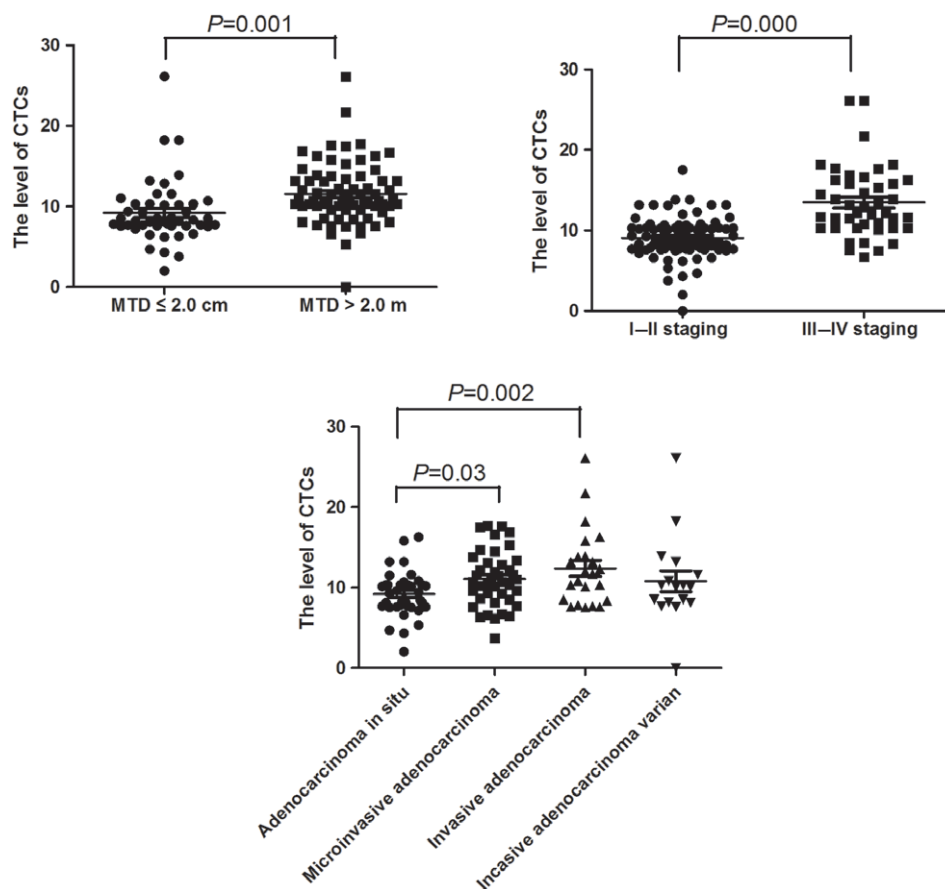 P=0.001
30
20
10
0
The level of CTCs
MTD ≤ 2.0 cm
MTD > 2.0 m
P=0.000
30
20
10
0
The level of CTCs
I–II staging
III–IV staging
P=0.002
P=0.03
30
20
10
0
The level of CTCs
Adenocarcinoma in situ
Microinvasive adenocarcinoma
Invasive adenocarcinoma
Incasive adenocarcinoma varian